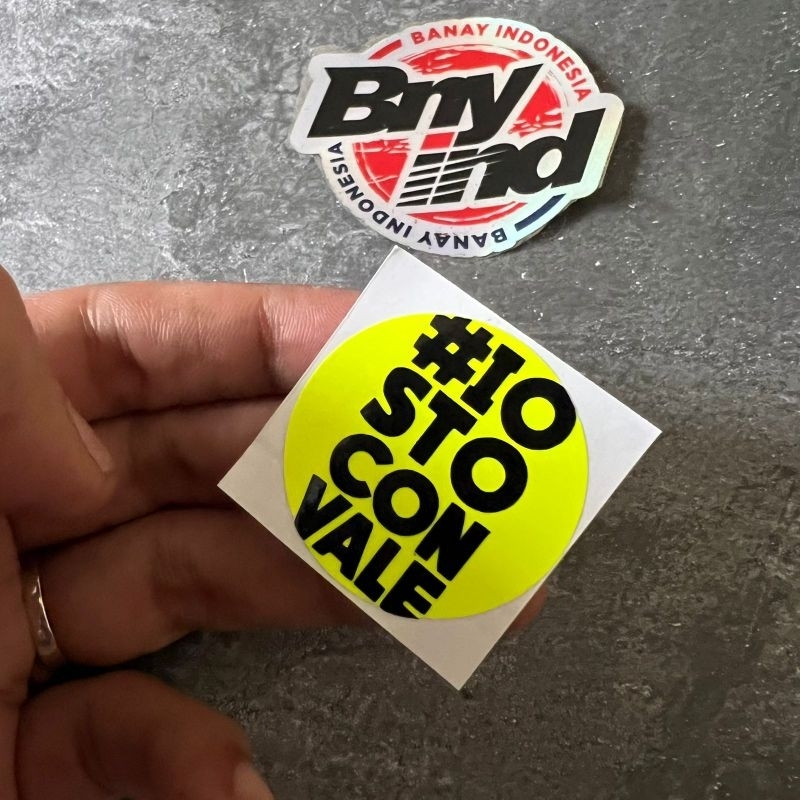 BANAY INDONESIA
Bny
ind
BANAY INDONESIA
#IO
STO
CON
VALE